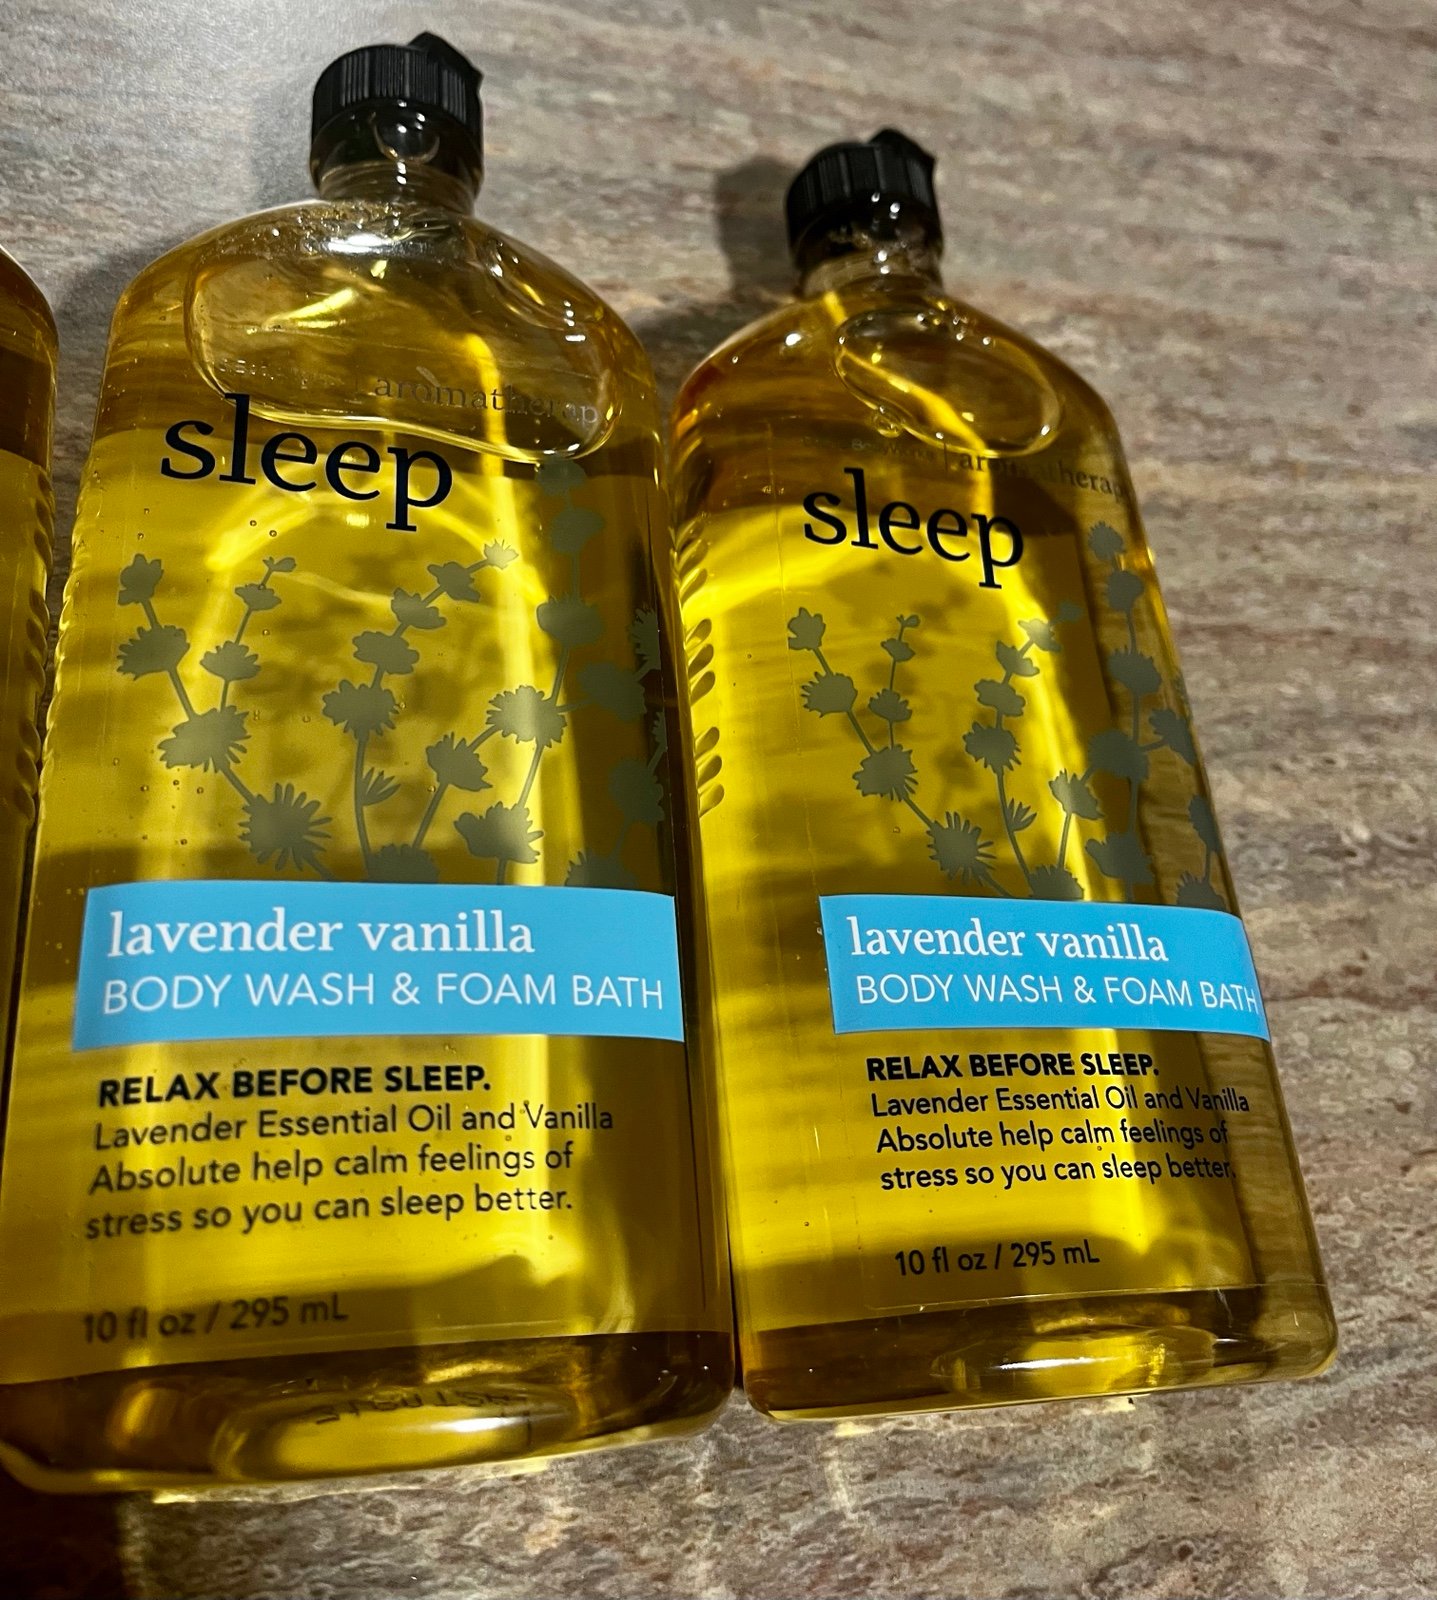 aromatherap
sleep
lavender vanilla
BODY WASH & FOAM BATH
RELAX BEFORE SLEEP.
Lavender Essential Oil and Vanilla
Absolute help calm feelings of
stress so you can sleep better.
10 fl oz / 295 mL
aromatherap
sleep
lavender vanilla
BODY WASH & FOAM BATH
RELAX BEFORE SLEEP.
Lavender Essential Oil and Vanilla
Absolute help calm feelings of
stress so you can sleep better.
10 fl oz / 295 mL